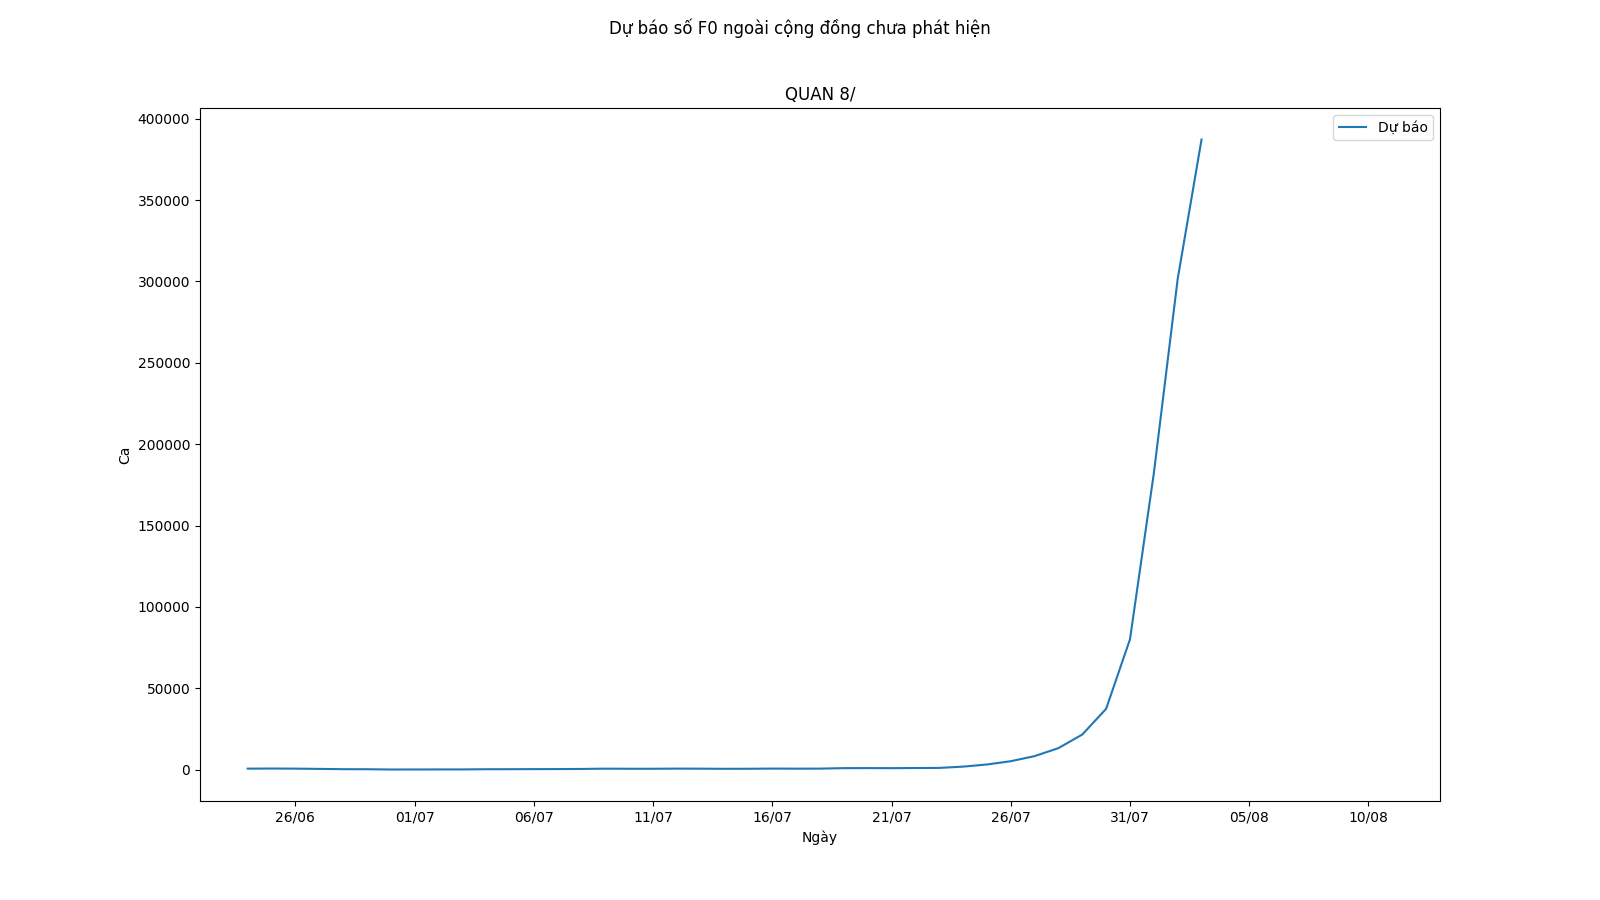 Dự báo số F0 ngoài cộng đồng chưa phát hiện
QUAN 8/
Dự báo
400000
350000
300000
250000
200000
150000
100000
50000
0
Ca
26/06 01/07 06/07 11/07 16/07 21/07 26/07 31/07 05/08 10/08
Ngày